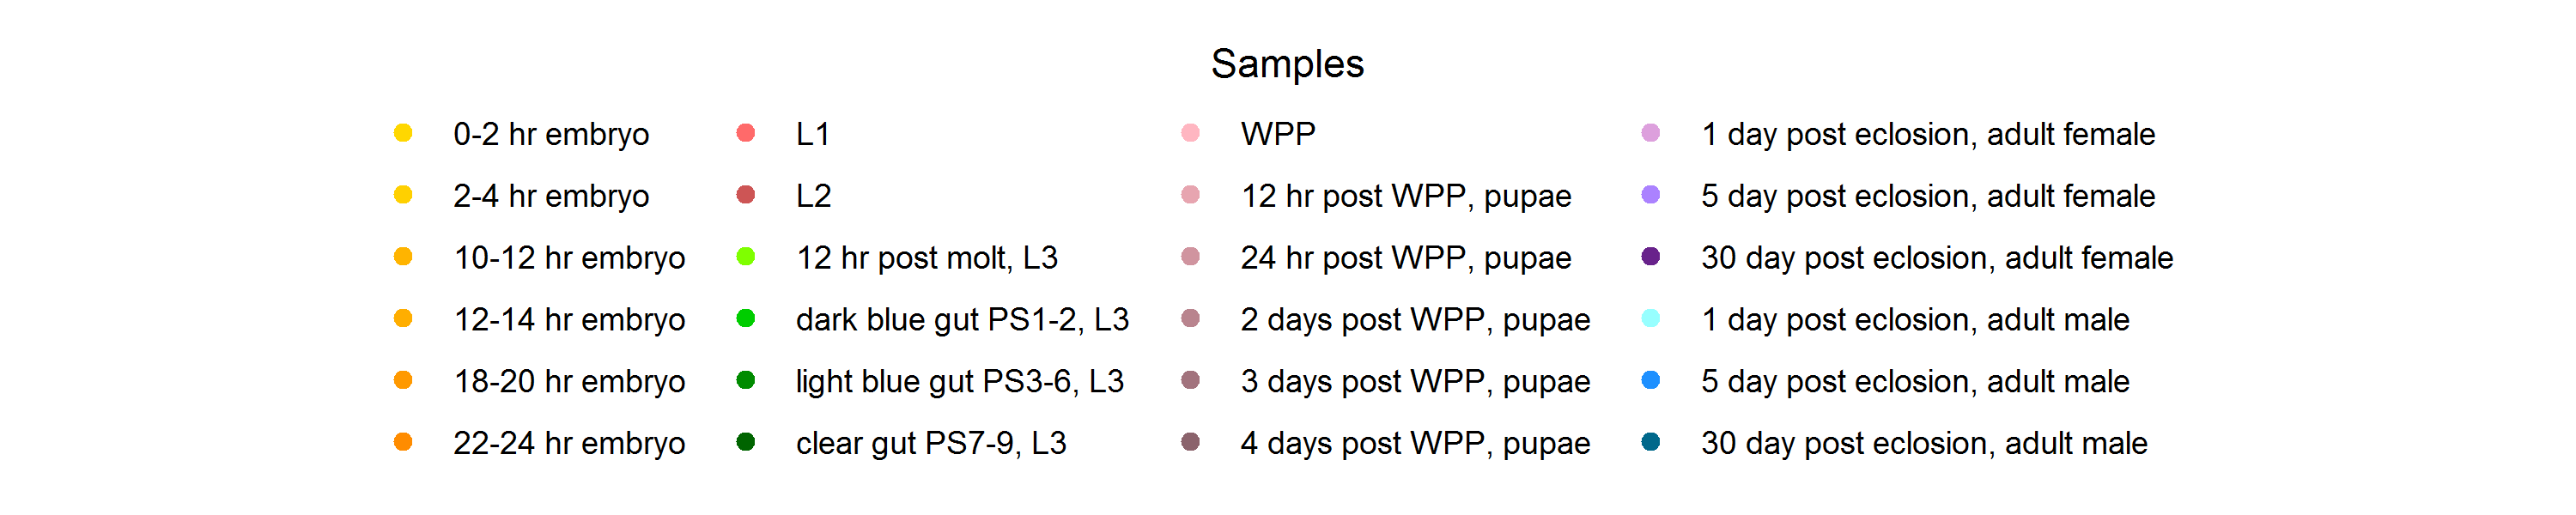 Samples
0-2 hr embryo
2-4 hr embryo
10-12 hr embryo
12-14 hr embryo
18-20 hr embryo
22-24 hr embryo
L1
L2
12 hr post molt, L3
dark blue gut PS1-2, L3
light blue gut PS3-6, L3
clear gut PS7-9, L3
WPP
12 hr post WPP, pupae
24 hr post WPP, pupae
2 days post WPP, pupae
3 days post WPP, pupae
4 days post WPP, pupae
1 day post eclosion, adult female
5 day post eclosion, adult female
30 day post eclosion, adult female
1 day post eclosion, adult male
5 day post eclosion, adult male
30 day post eclosion, adult male